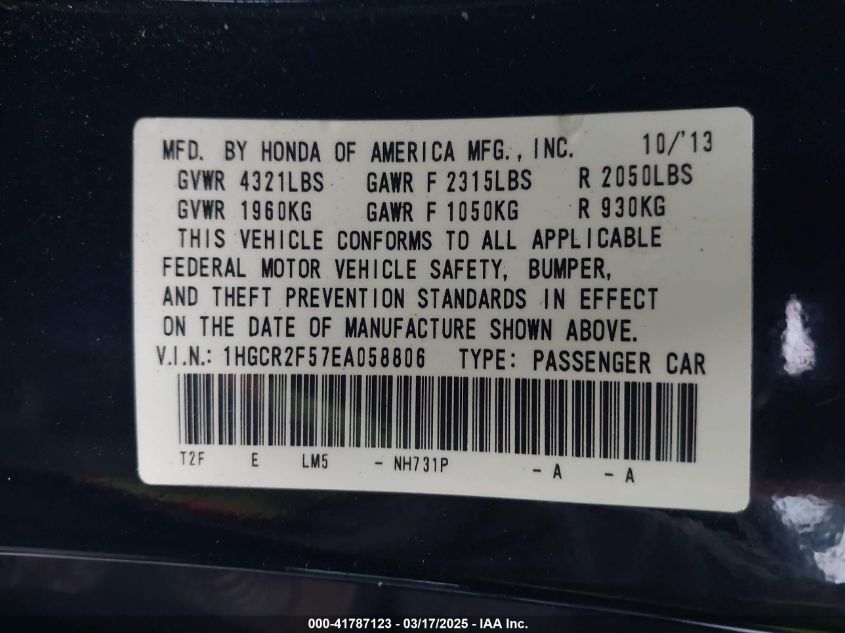 MFD. BY HONDA OF AMERICA MFG., INC. 10/'13
GVWR 4321LBS GAWR F 2315LBS R 2050LBS
GVWR 1960KG GAWR F 1050KG R 930KG
THIS VEHICLE CONFORMS TO ALL APPLICABLE
FEDERAL MOTOR VEHICLE SAFETY, BUMPER,
AND THEFT PREVENTION STANDARDS IN EFFECT
ON THE DATE OF MANUFACTURE SHOWN ABOVE.
V.I.N.: 1HGCR2F57EA058806 TYPE: PASSENGER CAR
T2F E LM5 - NH731P - A - A
000-41787123 - 03/17/2025 - IAA Inc.